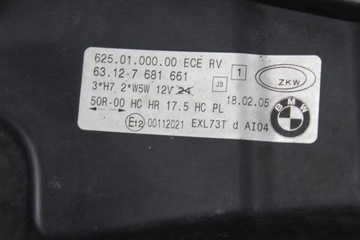 625.01.000.00 ECE RV
63.12-7 681 661 1
3*H7 2*W5W 12V 24 J9 ZKW
50R-00 HC HR 17.5 HC PL 18.02.05
E12 00112021 EXL73T d AI04
BMW